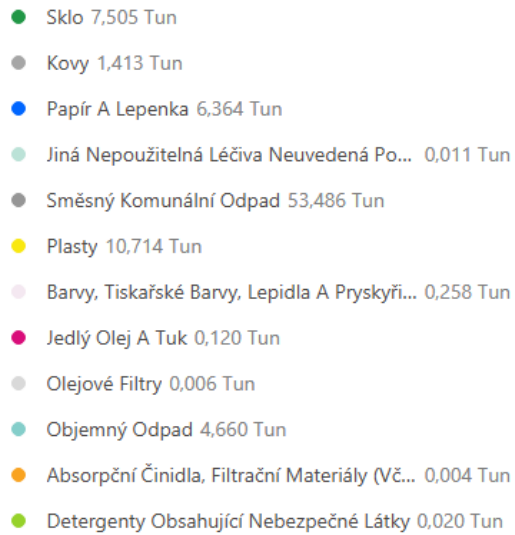 Sklo 7,505 Tun
Kovy 1,413 Tun
Papír A Lepenka 6,364 Tun
Jiná Nepoužitelná Léčiva Neuvedená Po... 0,011 Tun
Směsný Komunální Odpad 53,486 Tun
Plasty 10,714 Tun
Barvy, Tiskařské Barvy, Lepidla A Pryskyři... 0,258 Tun
Jedlý Olej A Tuk 0,120 Tun
Olejové Filtry 0,006 Tun
Objemný Odpad 4,660 Tun
Absorpční Činidla, Filtrační Materiály (Vč... 0,004 Tun
Detergenty Obsahující Nebezpečné Látky 0,020 Tun